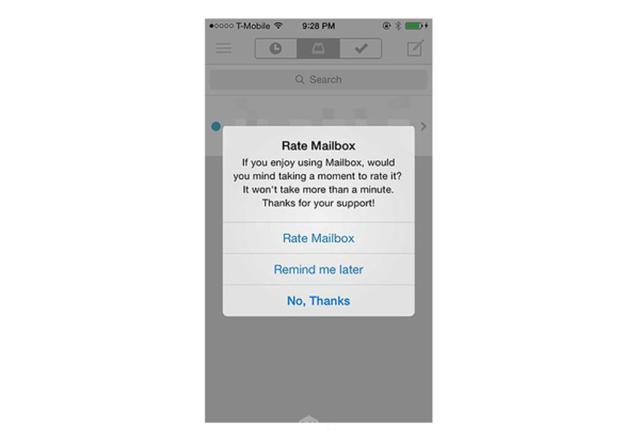 T-Mobile 9:28 PM
Search
Rate Mailbox
If you enjoy using Mailbox, would
you mind taking a moment to rate it?
It won't take more than a minute.
Thanks for your support!
Rate Mailbox
Remind me later
No, Thanks